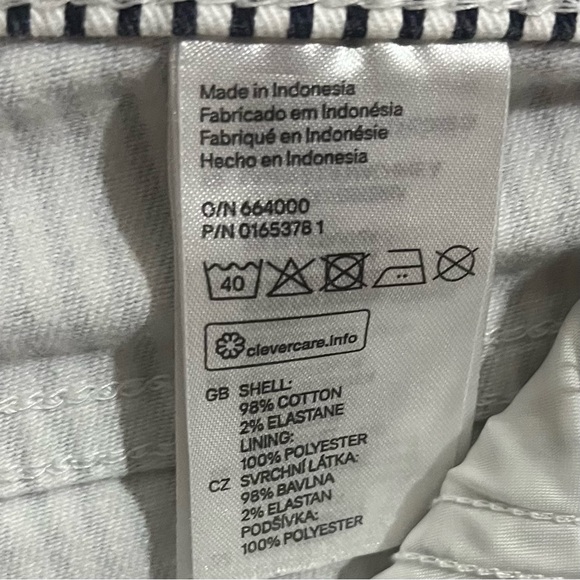 Made in Indonesia
Fabricado em Indonésia
Fabriqué en Indonésie
Hecho en Indonesia
O/N 664000
P/N 0165378 1
40
clevercare.info
GB SHELL:
98% COTTON
2% ELASTANE
LINING:
100% POLYESTER
CZ SVRCHNÍ LÁTKA:
98% BAVLNA
2% ELASTAN
PODŠÍVKA:
100% POLYESTER